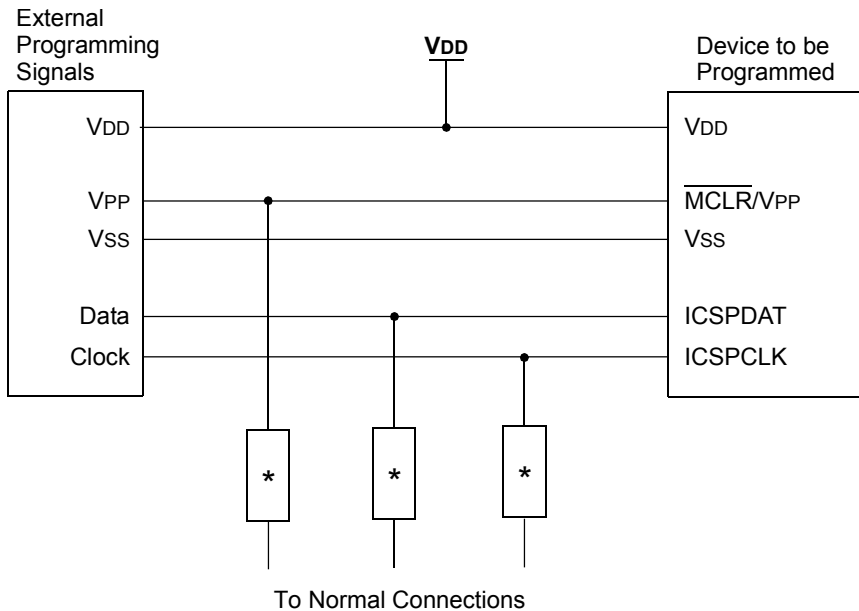 External
Programming
Signals
VDD
Device to be
Programmed
VDD
VDD
VPP
MCLR/VPP
VSS
VSS
Data
ICSPDAT
Clock
ICSPCLK
*
*
*
To Normal Connections